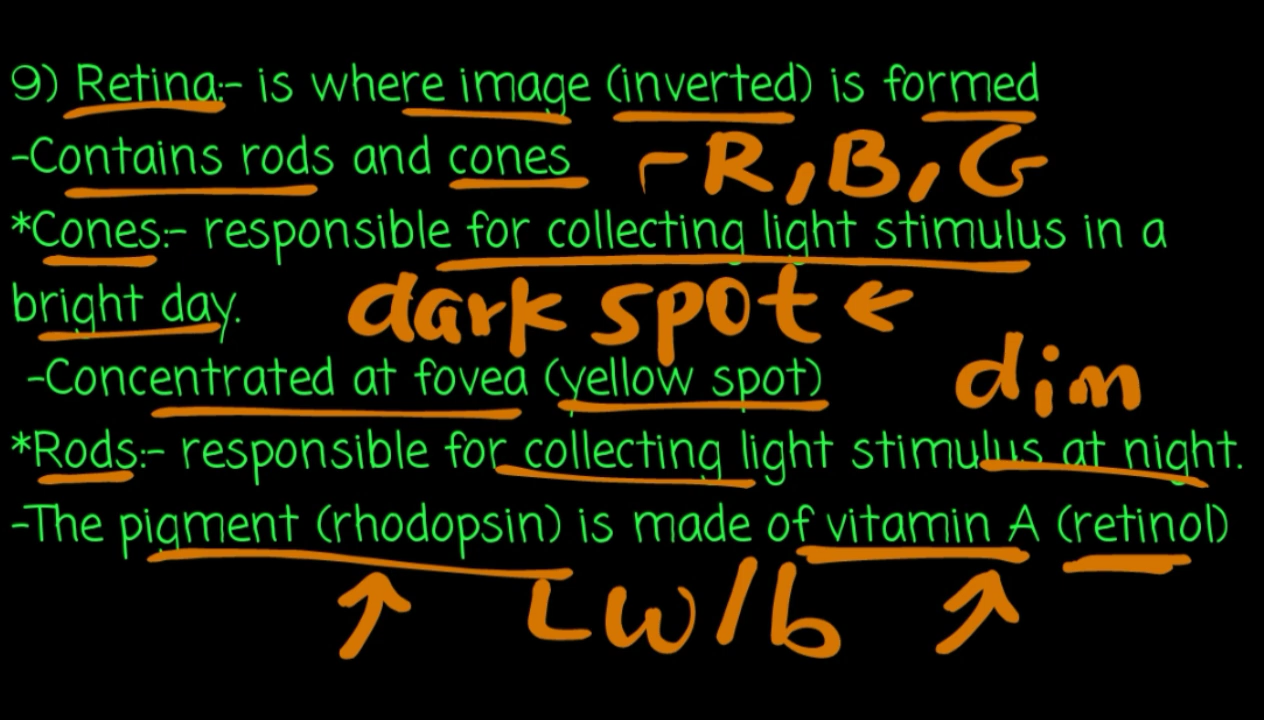 9) Retina:- is where image (inverted) is formed
-Contains rods and cones - R, B, G
*Cones:- responsible for collecting light stimulus in a
bright day. dark spot ←
-Concentrated at fovea (yellow spot) dim
*Rods:- responsible for collecting light stimulus at night.
-The pigment (rhodopsin) is made of vitamin A (retinol)
↑ L w/b ↑